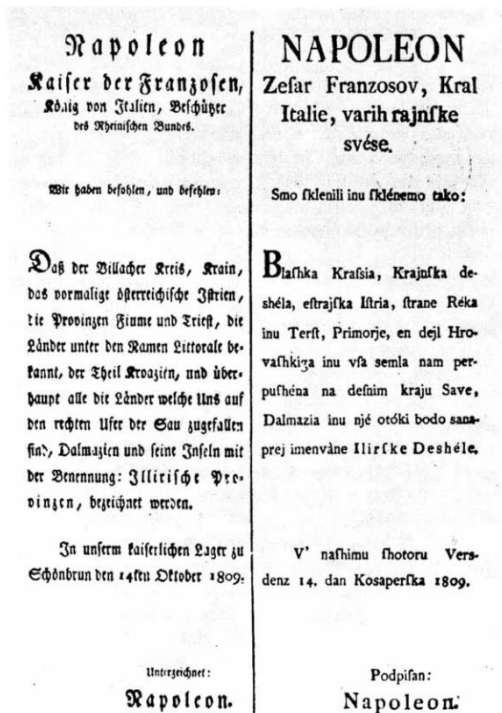 Napoleon
Kaiser der Franzosen,
König von Italien, Beschützer
des Rheinischen Bundes.
Wir haben befohlen, und befehlen:
Daß der Villacher Kreis, Krain,
das vormalige österreichische Istrien,
die Provinzen Fiume und Triest, die
Länder unter den Namen Littorale be-
kannt, der Theil Kroazien, und über-
haupt alle die Länder welche Uns auf
den rechten Ufer der Sau zugefallen
sind, Dalmazien und seine Inseln mit
der Benennung: Illirische Pro-
vinzen, bezeichnet werden.
In unserm kaiserlichen Lager zu
Schönbrun den 14ten Oktober 1809.
Unterzeichnet:
Napoleon.
NAPOLEON
Zeſar Franzosov, Kral
Italie, varih rajnſke
svése.
Smo ſklenili inu ſklénemo tako:
Blaſhka Kraſsia, Krajnſka de-
shéla, eſtrajſka Iſtria, ſtrane Réka
inu Terſt, Primorje, en dejl Hro-
vaſhkiga inu vſa semla nam per-
puſhéna na deſnim kraju Save,
Dalmazia inu njé otóki bodo sana-
prej imenváne Ilirſke Deshéle.
V' naſhimu ſhotoru Vers-
denz 14. dan Kosaperſka 1809.
Podpiſan:
Napoleon.